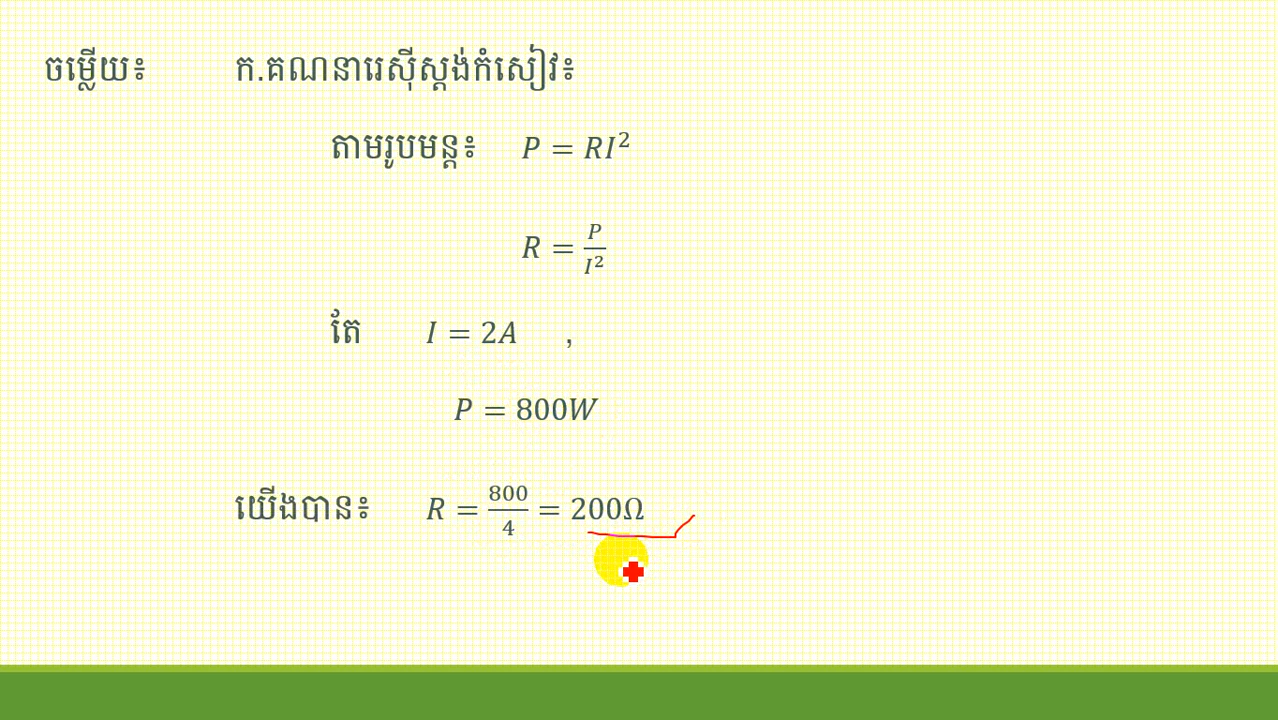 ចម្លើយ៖ ក.គណនារេស៊ីស្តង់កំសៀវ៖
តាមរូបមន្ត៖ P = RI²
R = P/I²
តែ I = 2A ,
P = 800W
យើងបាន៖ R = 800/4 = 200Ω